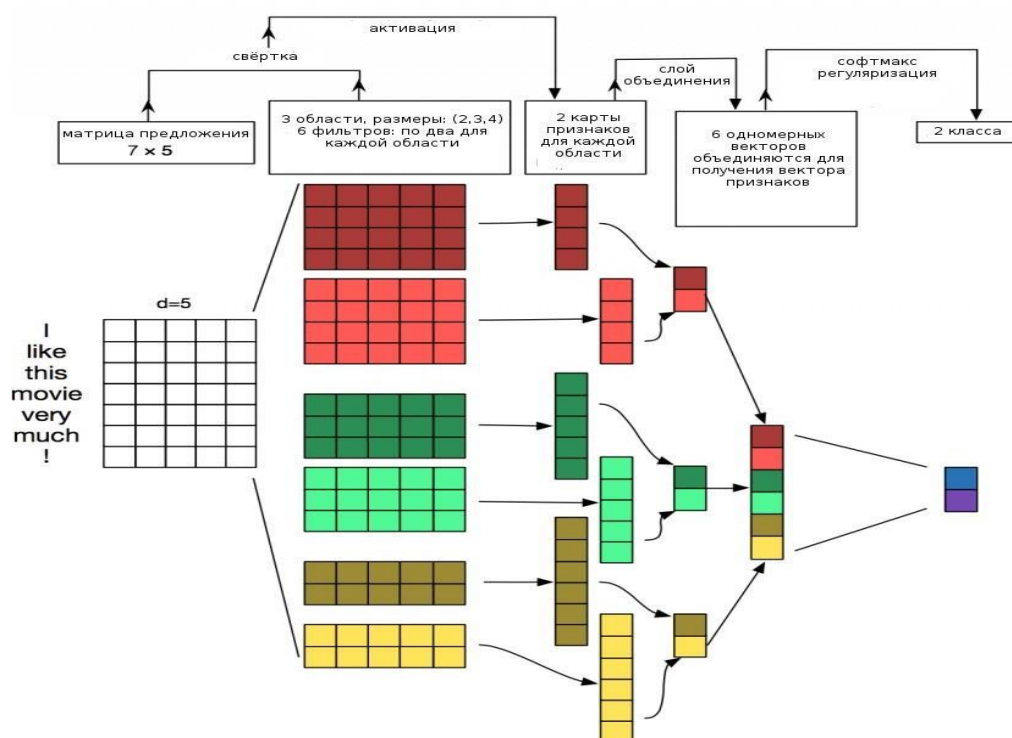 активация
свёртка
слой
объединения
софтмакс
регуляризация
матрица предложения
7 × 5
3 области, размеры: (2,3,4)
6 фильтров: по два для
каждой области
2 карты
признаков
для каждой
области
6 одномерных
векторов
объединяются для
получения вектора
признаков
2 класса
d=5
I
like
this
movie
very
much
!